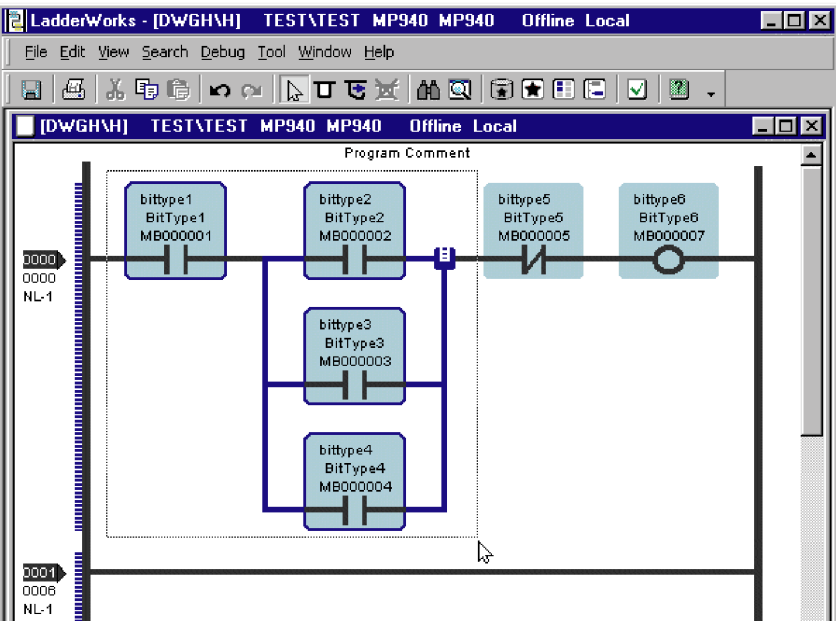 LadderWorks - [DWGH\H]   TEST\TEST  MP940  MP940    Offline  Local
File  Edit  View  Search  Debug  Tool  Window  Help
[DWGH\H]   TEST\TEST  MP940  MP940    Offline  Local
Program Comment
bittype1
BitType1
MB000001
bittype2
BitType2
MB000002
bittype5
BitType5
MB000005
bittype6
BitType6
MB000007
0000
0000
NL-1
bittype3
BitType3
MB000003
bittype4
BitType4
MB000004
0001
0006
NL-1